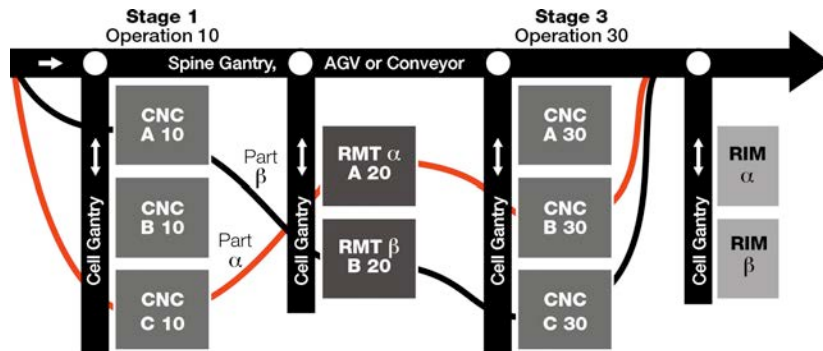 Stage 1
Operation 10
Stage 3
Operation 30
Spine Gantry, AGV or Conveyor
Cell Gantry
CNC
A 10
CNC
B 10
CNC
C 10
Part
β
Part
α
Cell Gantry
RMT α
A 20
RMT β
B 20
Cell Gantry
CNC
A 30
CNC
B 30
CNC
C 30
Cell Gantry
RIM
α
RIM
β